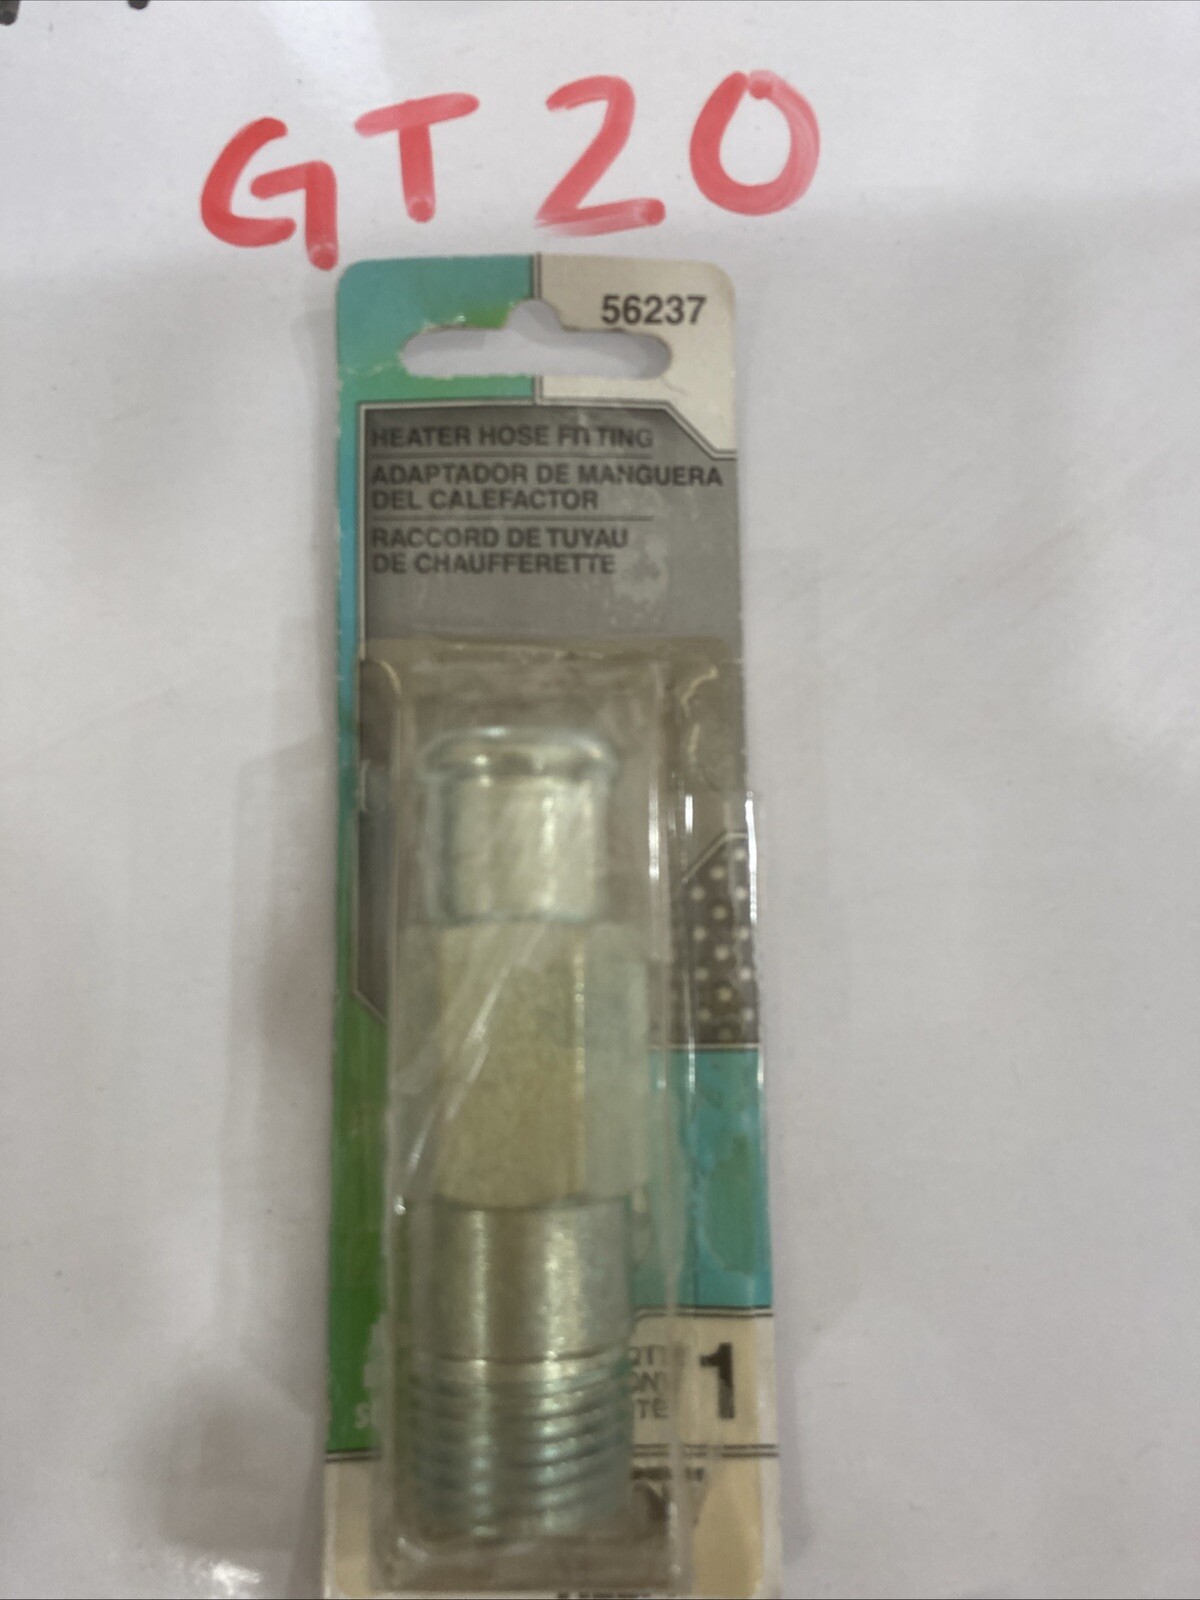 GT20
56237
HEATER HOSE FITTING
ADAPTADOR DE MANGUERA
DEL CALEFACTOR
RACCORD DE TUYAU
DE CHAUFFERETTE
1